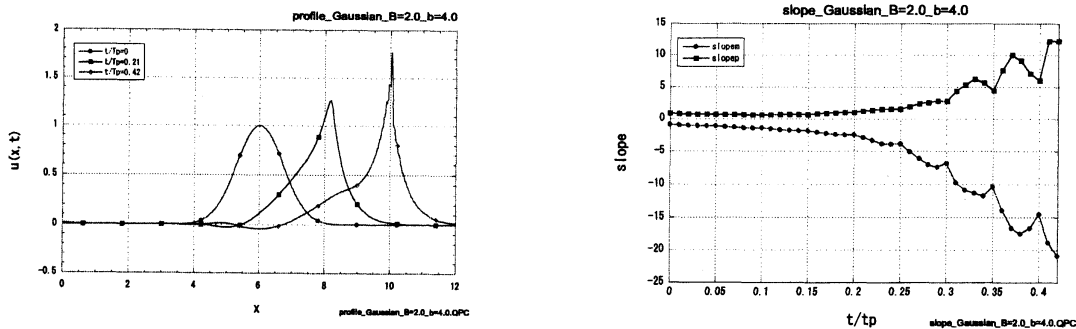 profile_Gaussian_B=2.0_b=4.0
2
1.5
1
0.5
0
-0.5
u(x, t)
t/Tp=0
t/Tp=0.21
t/Tp=0.42
0 2 4 6 8 10 12
x
profile_Gaussian_B=2.0_b=4.0.QPC
slope_Gaussian_B=2.0_b=4.0
15
10
5
0
-5
-10
-15
-20
-25
slope
slopem
slopep
0 0.05 0.1 0.15 0.2 0.25 0.3 0.35 0.4
t/tp
slope_Gaussian_B=2.0_b=4.0.QPC